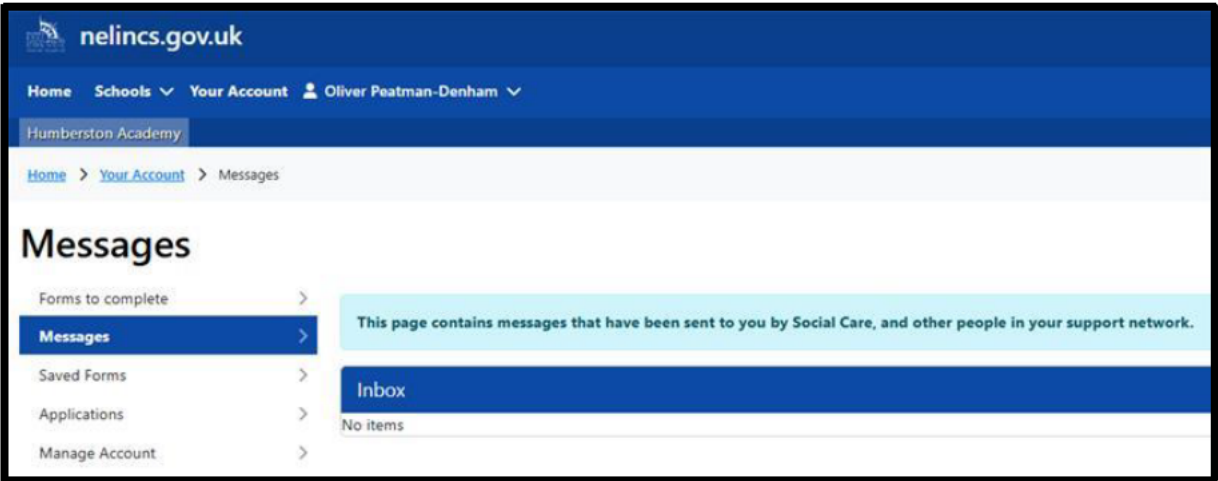 nelincs.gov.uk
Home Schools Your Account Oliver Peatman-Denham
Humberston Academy
Home > Your Account > Messages
Messages
Forms to complete
Messages
Saved Forms
Applications
Manage Account
This page contains messages that have been sent to you by Social Care, and other people in your support network.
Inbox
No items